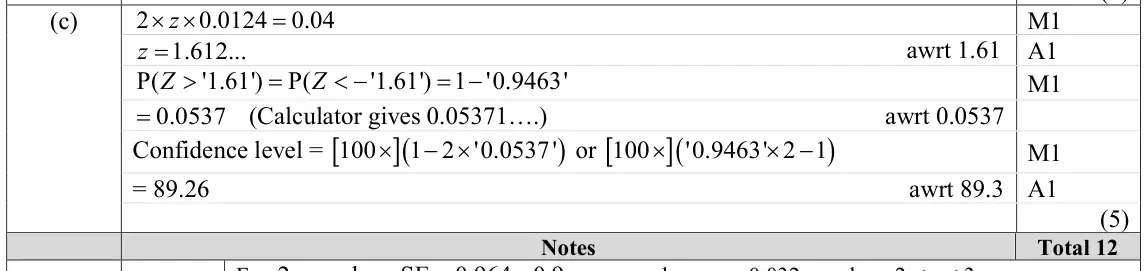 (c) 2 × z × 0.0124 = 0.04 M1
z = 1.612... awrt 1.61 A1
P(Z > '1.61') = P(Z < −'1.61') = 1 − '0.9463' M1
= 0.0537 (Calculator gives 0.05371….) awrt 0.0537
Confidence level = [100×](1 − 2 × '0.0537') or [100×]('0.9463' × 2 − 1) M1
= 89.26 awrt 89.3 A1
(5)
Notes Total 12